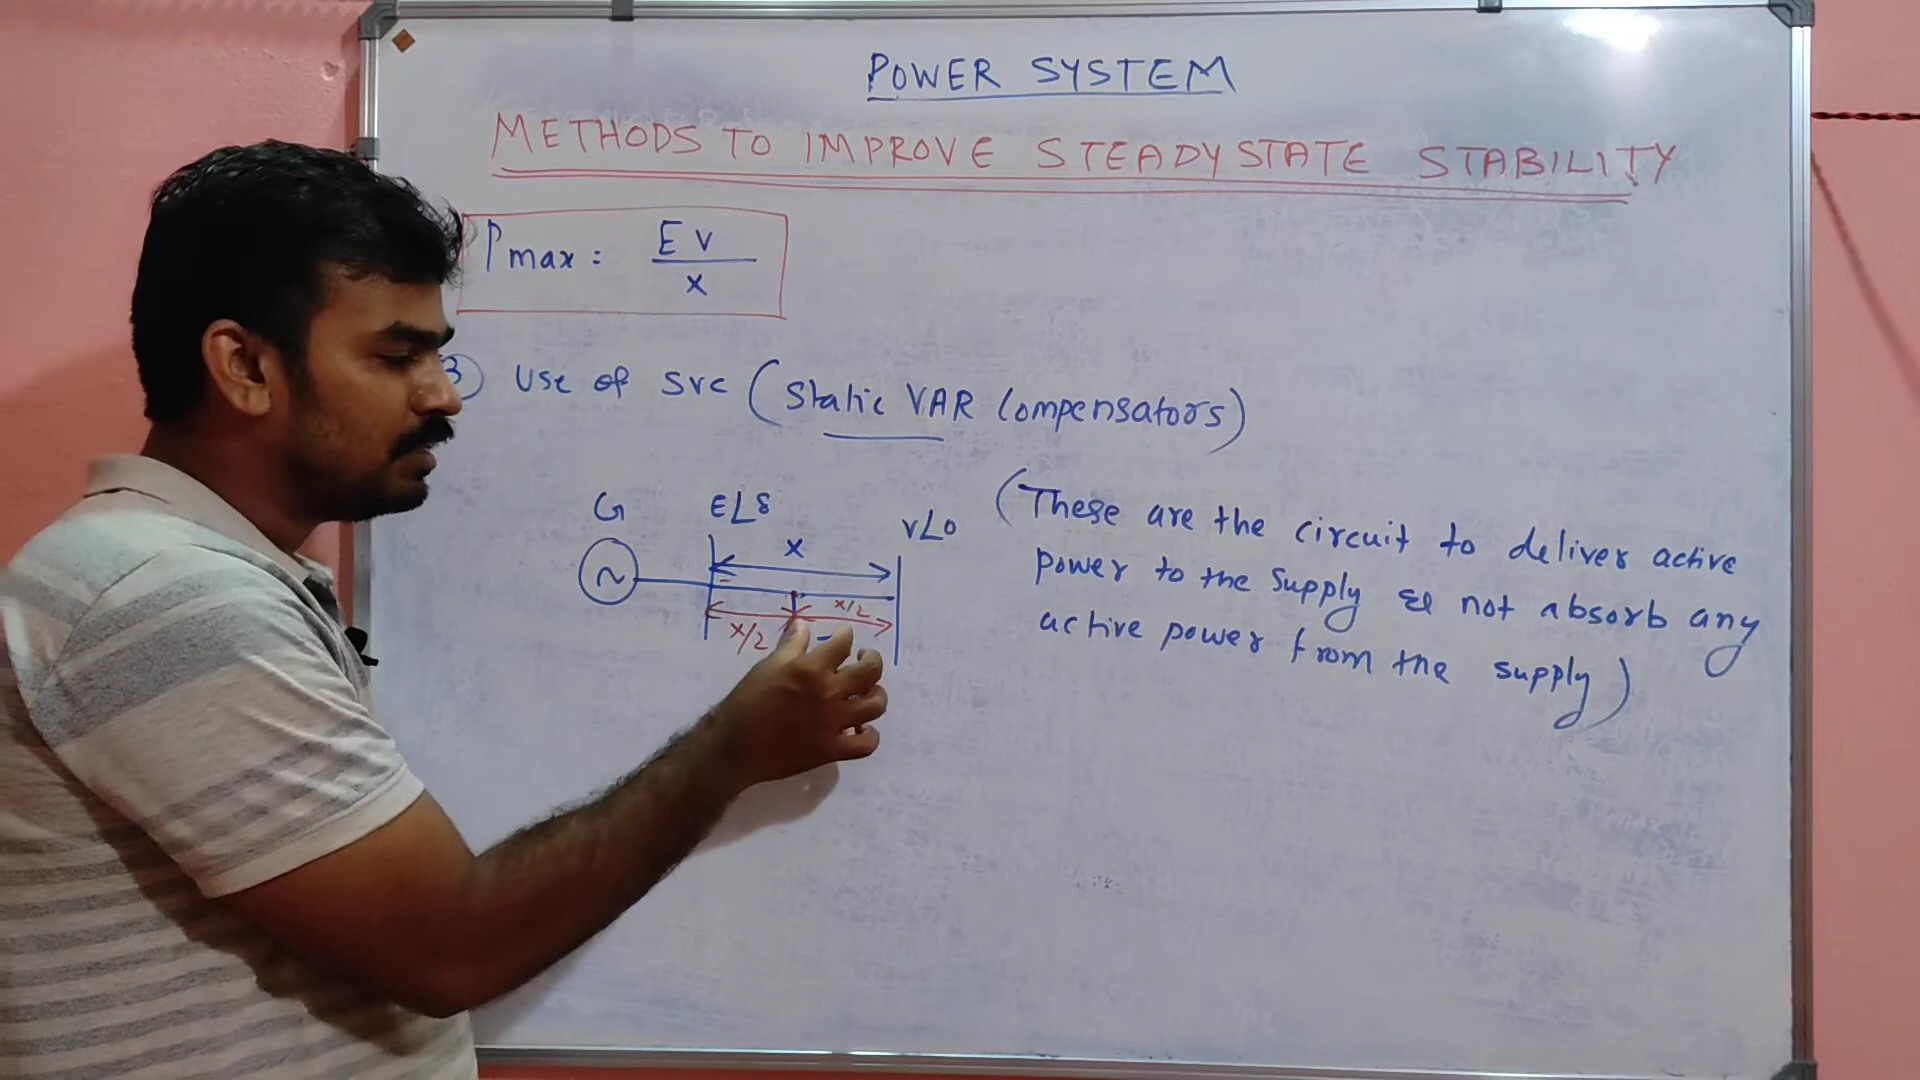 POWER SYSTEM
METHODS TO IMPROVE STEADY STATE STABILITY
Pmax = E V / X
3) Use of SVC (Static VAR Compensators)
G
E∠δ
V∠0
X
X/2
X/2
(These are the circuit to deliver active
power to the supply & not absorb any
active power from the supply)